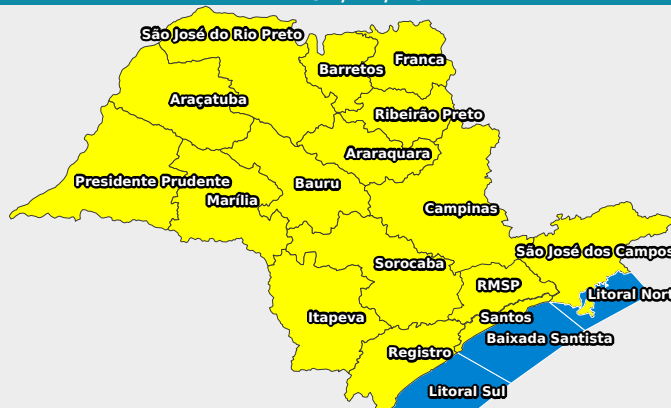 São José do Rio Preto
Franca
Barretos
Araçatuba
Ribeirão Preto
Araraquara
Presidente Prudente
Bauru
Marília
Campinas
São José dos Campos
Sorocaba
RMSP
Litoral Nort
Itapeva
Santos
Baixada Santista
Registro
Litoral Sul